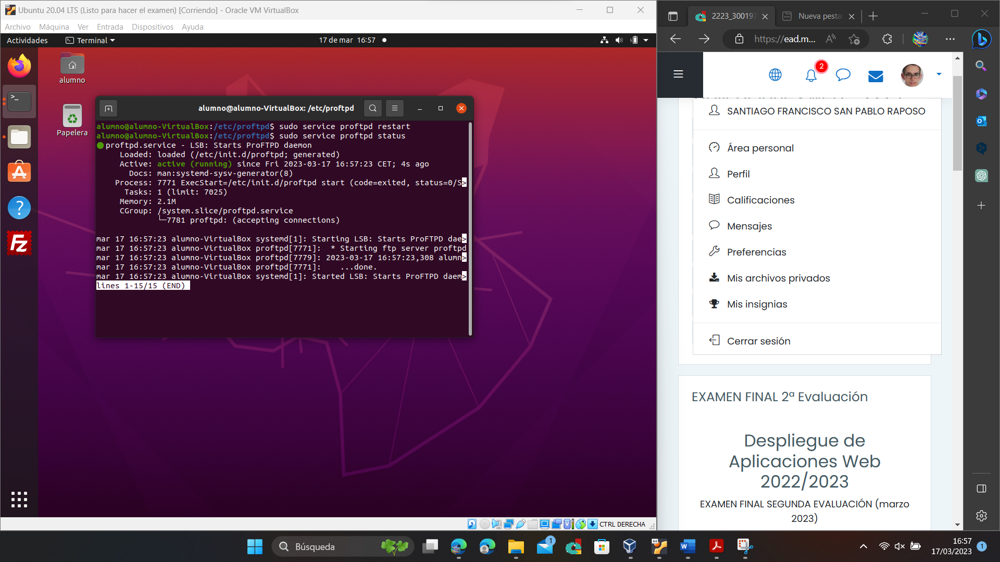 Ubuntu 20.04 LTS (Listo para hacer el examen) [Corriendo] - Oracle VM VirtualBox
Archivo Máquina Ver Entrada Dispositivos Ayuda
Actividades Terminal 17 de mar 16:57
alumno
Papelera
alumno@alumno-VirtualBox: /etc/proftpd
alumno@alumno-VirtualBox:/etc/proftpd$ sudo service proftpd restart
alumno@alumno-VirtualBox:/etc/proftpd$ sudo service proftpd status
proftpd.service - LSB: Starts ProFTPD daemon
Loaded: loaded (/etc/init.d/proftpd; generated)
Active: active (running) since Fri 2023-03-17 16:57:23 CET; 4s ago
Docs: man:systemd-sysv-generator(8)
Process: 7771 ExecStart=/etc/init.d/proftpd start (code=exited, status=0/S>
Tasks: 1 (limit: 7025)
Memory: 2.1M
CGroup: /system.slice/proftpd.service
└─7781 proftpd: (accepting connections)
mar 17 16:57:23 alumno-VirtualBox systemd[1]: Starting LSB: Starts ProFTPD dae>
mar 17 16:57:23 alumno-VirtualBox proftpd[7771]:  * Starting ftp server proftpd
mar 17 16:57:23 alumno-VirtualBox proftpd[7779]: 2023-03-17 16:57:23,308 alumn>
mar 17 16:57:23 alumno-VirtualBox proftpd[7771]:    ...done.
mar 17 16:57:23 alumno-VirtualBox systemd[1]: Started LSB: Starts ProFTPD daem>
lines 1-15/15 (END)
CTRL DERECHA
2223_300197
Nueva pesta
https://ead.m...
2
SANTIAGO FRANCISCO SAN PABLO RAPOSO
Área personal
Perfil
Calificaciones
Mensajes
Preferencias
Mis archivos privados
Mis insignias
Cerrar sesión
EXAMEN FINAL 2ª Evaluación
Despliegue de
Aplicaciones Web
2022/2023
EXAMEN FINAL SEGUNDA EVALUACIÓN (marzo
2023)
Búsqueda
1
64
16:57
17/03/2023
1